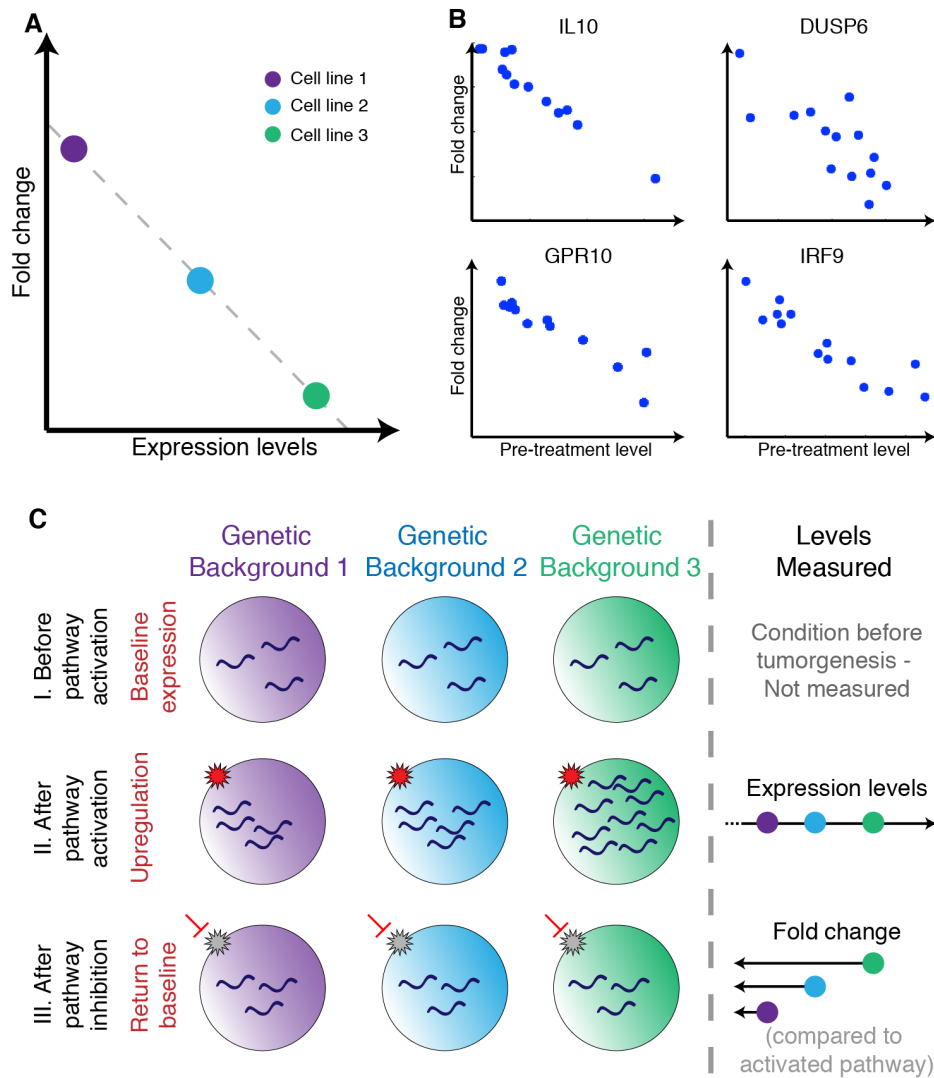 A
Fold change
Cell line 1
Cell line 2
Cell line 3
Expression levels
B
IL10
Fold change
DUSP6
GPR10
Fold change
Pre-treatment level
IRF9
Pre-treatment level
C
Genetic
Background 1
Genetic
Background 2
Genetic
Background 3
Levels
Measured
I. Before
pathway
activation
Baseline
expression
Condition before
tumorgenesis -
Not measured
II. After
pathway
activation
Upregulation
Expression levels
III. After
pathway
inhibition
Return to
baseline
Fold change
(compared to
activated pathway)